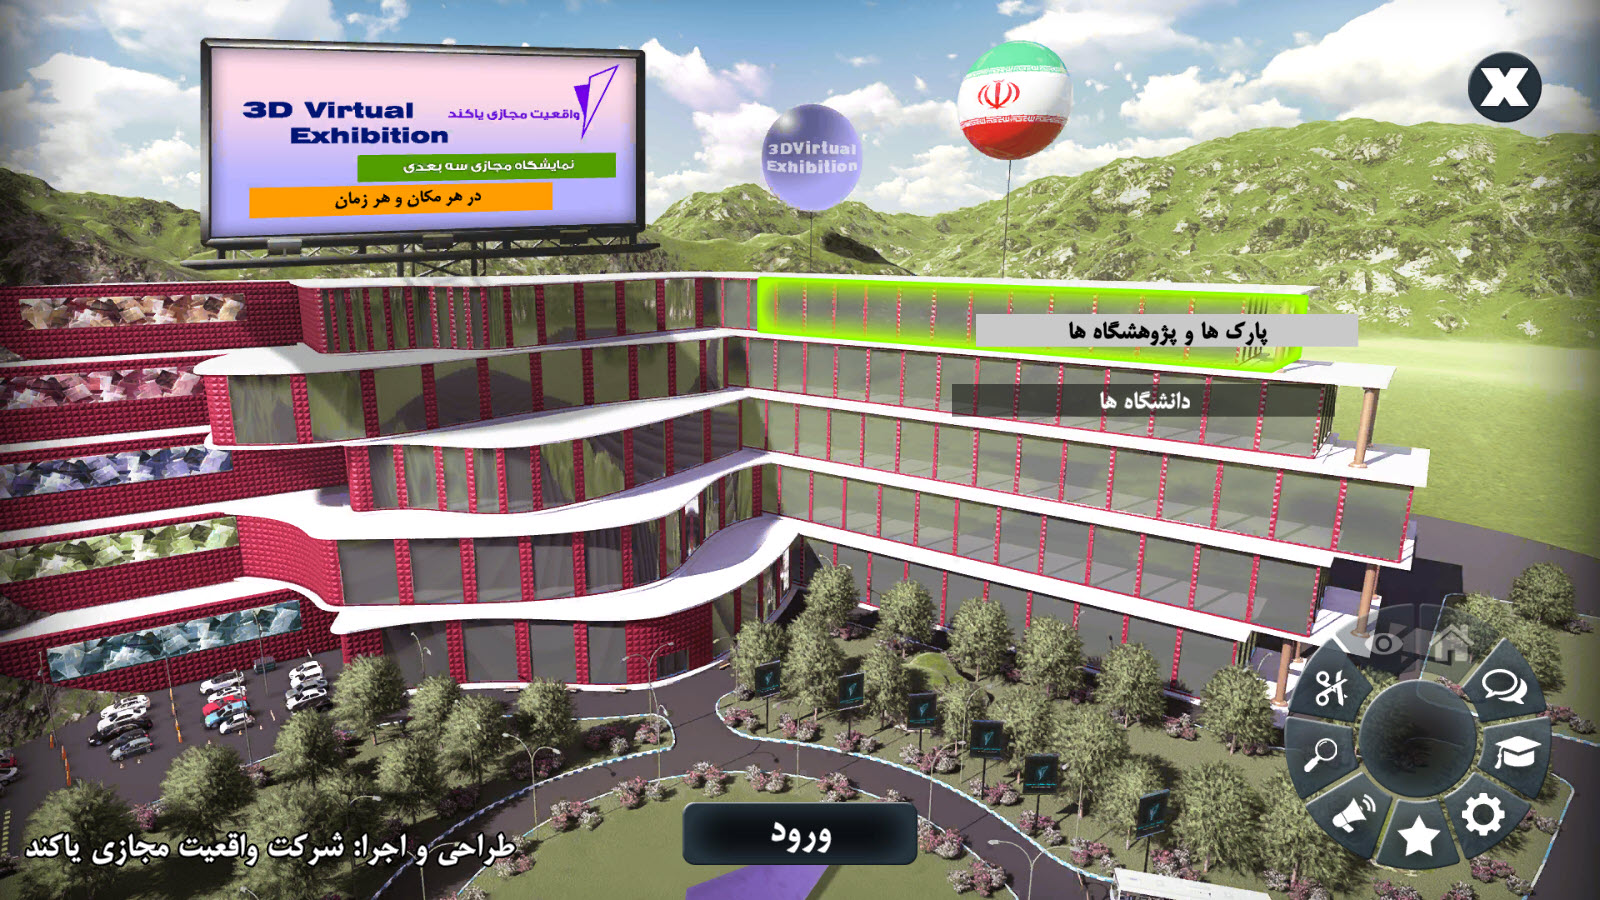 3D Virtual
Exhibition
واقعیت مجازی یاکند
نمایشگاه مجازی سه بعدی
در هر مکان و هر زمان
3DVirtual
Exhibition
X
پارک ها و پژوهشگاه ها
دانشگاه ها
ورود
طراحی و اجرا: شرکت واقعیت مجازی یاکند